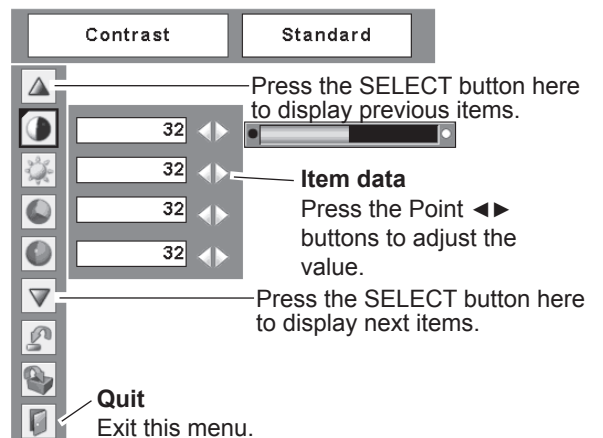 Contrast Standard
Press the SELECT button here
to display previous items.
32
32
32
32
Item data
Press the Point ◄►
buttons to adjust the
value.
Press the SELECT button here
to display next items.
Quit
Exit this menu.